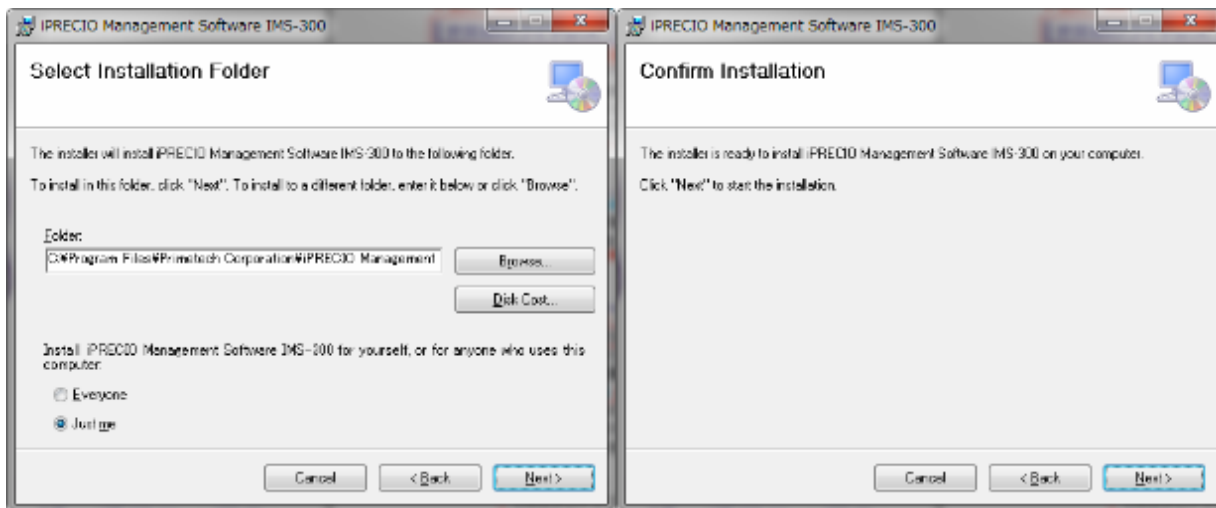 iPRECIO Management Software IMS-300
Select Installation Folder
The installer will install iPRECIO Management Software IMS-300 to the following folder.
To install in this folder, click "Next". To install to a different folder, enter it below or click "Browse".
Folder:
C:¥Program Files¥Primetech Corporation¥iPRECIO Management
Browse...
Disk Cost...
Install iPRECIO Management Software IMS-300 for yourself, or for anyone who uses this
computer:
Everyone
Just me
Cancel
< Back
Next >
iPRECIO Management Software IMS-300
Confirm Installation
The installer is ready to install iPRECIO Management Software IMS-300 on your computer.
Click "Next" to start the installation.
Cancel
< Back
Next >